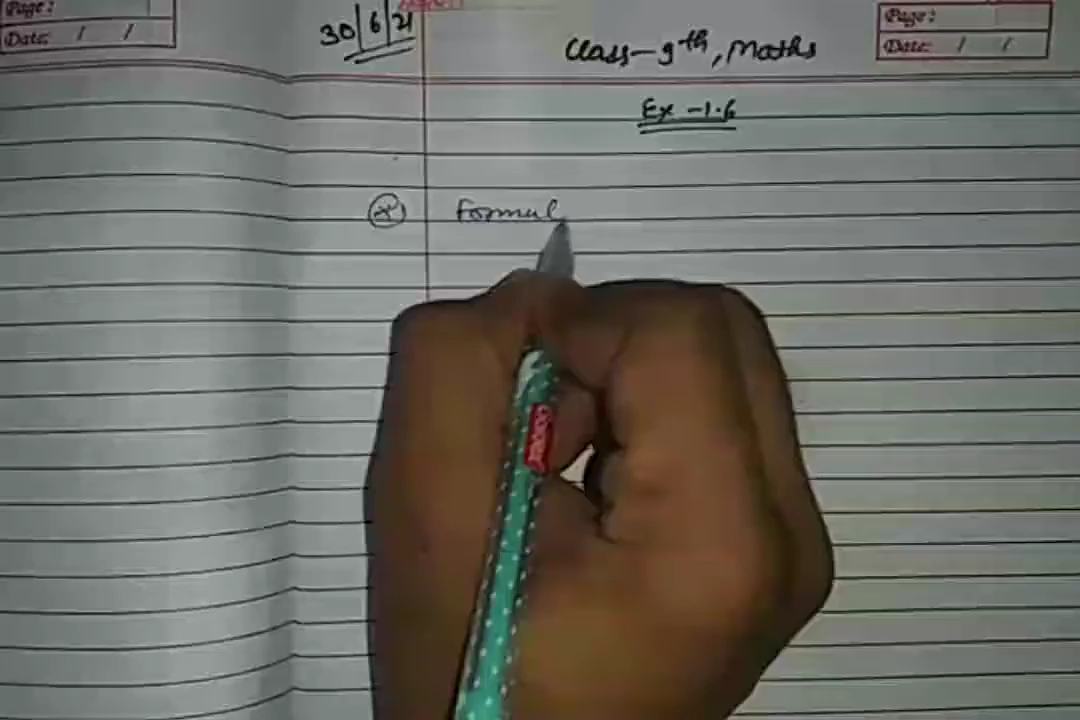 Page:
Date: / /
30/6/21
Class-9th, Maths
Page:
Date: / /
Ex-1.6
* Formul